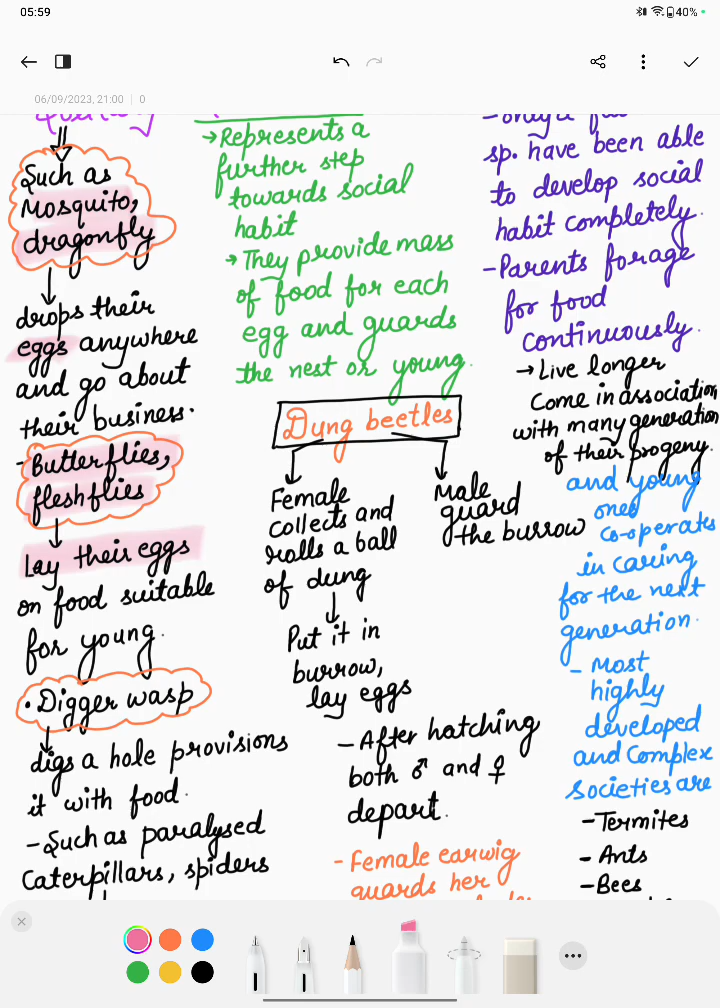 05:59
40%
06/09/2023, 21:00 | 0
Such as
Mosquito,
dragonfly
drops their
eggs anywhere
and go about
their business.
- Butterflies,
flesh flies
Lay their eggs
on food suitable
for young.
• Digger wasp
digs a hole provisions
it with food.
- Such as paralysed
Caterpillars, spiders
→ Represents a
further step
towards social
habit
→ They provide mass
of food for each
egg and guards
the nest or young.
Dung beetles
Female
collects and
rolls a ball
of dung
Put it in
burrow,
lay eggs
Male
guard
the burrow
- After hatching
both ♂ and ♀
depart.
- Female earwig
guards her
sp. have been able
to develop social
habit completely.
- Parents forage
for food
continuously.
→ Live longer
Come in association
with many generation
of their progeny.
and young
ones
co-operates
in caring
for the next
generation.
- Most
highly
developed
and Complex
Societies are
- Termites
- Ants
- Bees